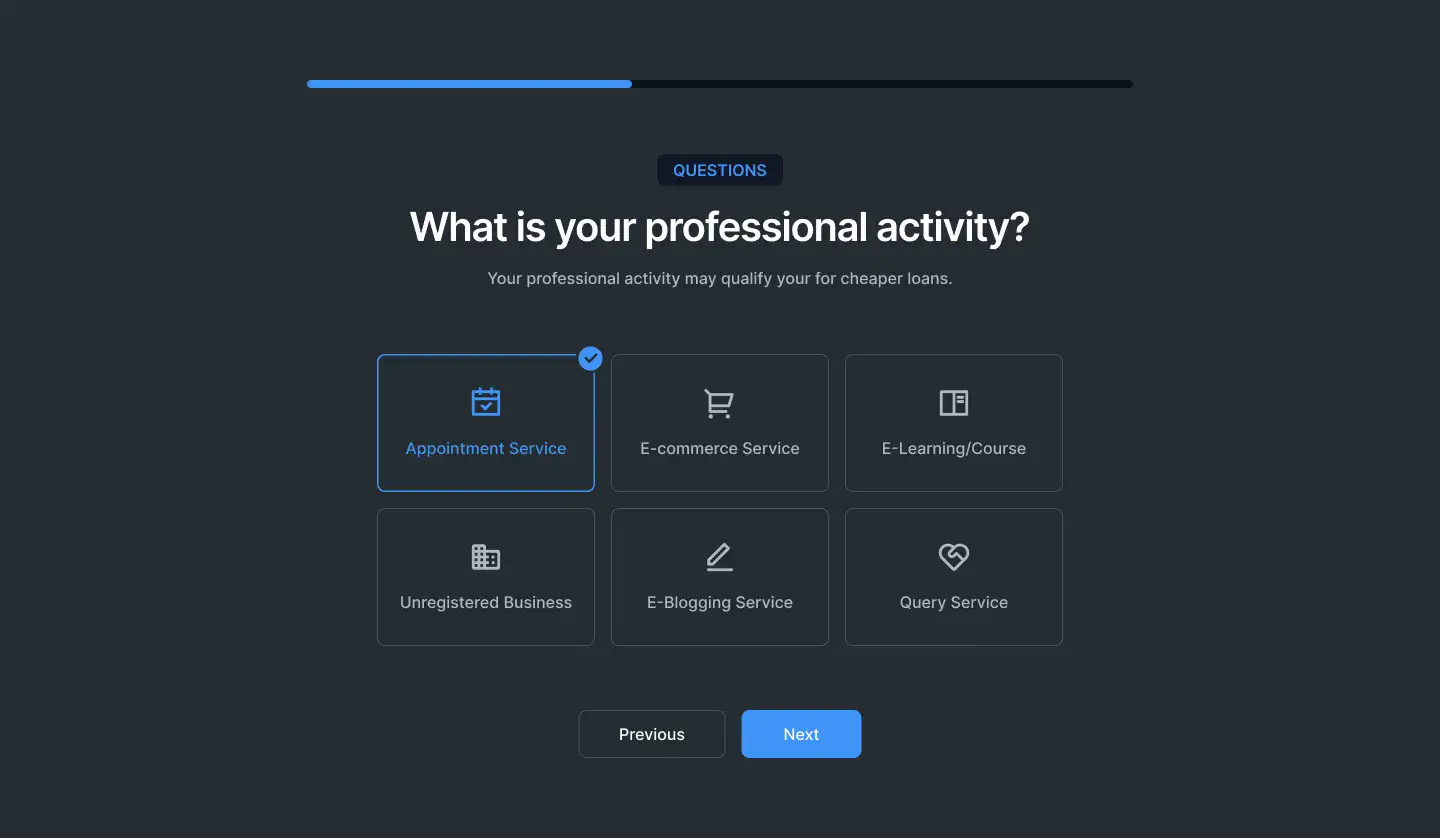 QUESTIONS
What is your professional activity?
Your professional activity may qualify your for cheaper loans.
Appointment Service
E-commerce Service
E-Learning/Course
Unregistered Business
E-Blogging Service
Query Service
Previous
Next